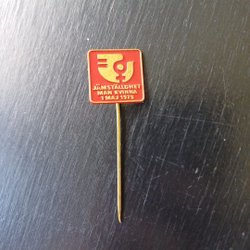 JÄMSTÄLLDHET
MAN KVINNA
1 MAJ 1975